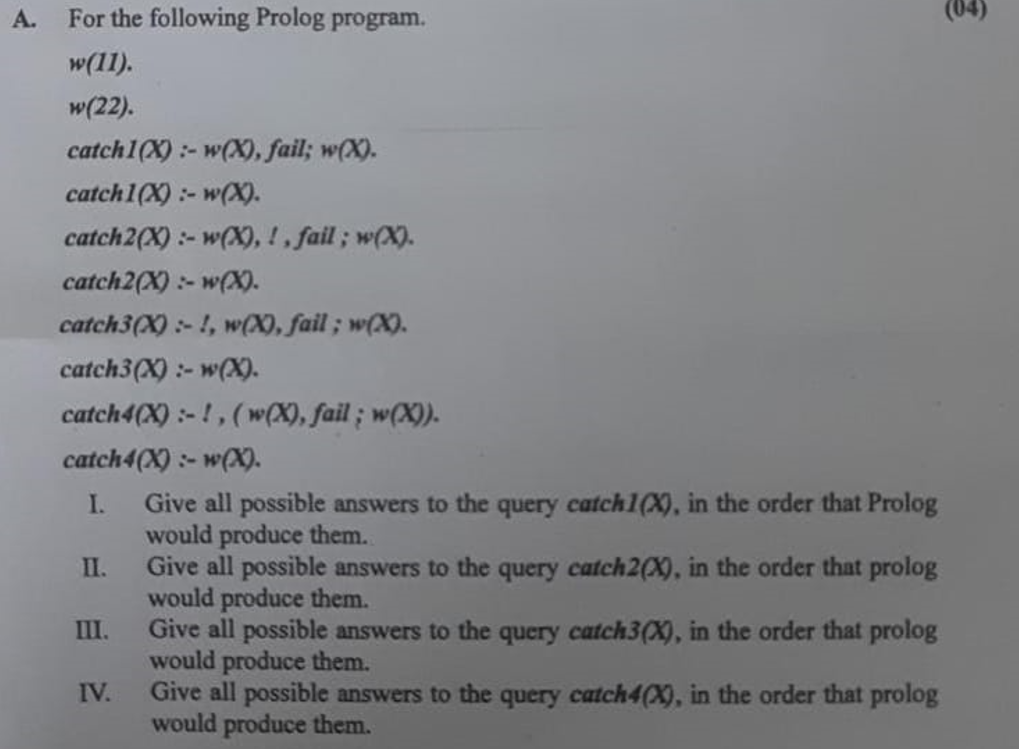 A. For the following Prolog program. (04)
w(11).
w(22).
catch1(X) :- w(X), fail; w(X).
catch1(X) :- w(X).
catch2(X) :- w(X), ! , fail ; w(X).
catch2(X) :- w(X).
catch3(X) :- !, w(X), fail ; w(X).
catch3(X) :- w(X).
catch4(X) :- ! , ( w(X), fail ; w(X)).
catch4(X) :- w(X).
I. Give all possible answers to the query catch1(X), in the order that Prolog
would produce them.
II. Give all possible answers to the query catch2(X), in the order that prolog
would produce them.
III. Give all possible answers to the query catch3(X), in the order that prolog
would produce them.
IV. Give all possible answers to the query catch4(X), in the order that prolog
would produce them.